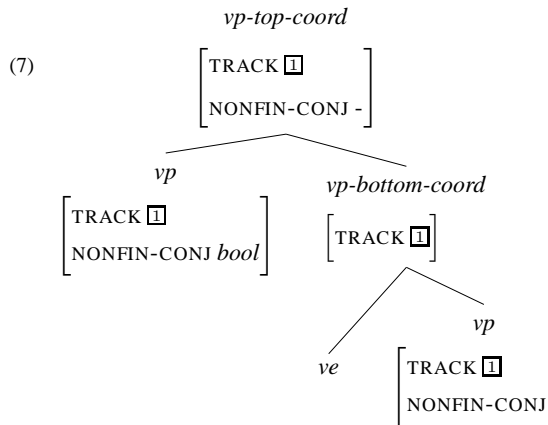 vp-top-coord
(7)
TRACK 1
NONFIN-CONJ -
vp
vp-bottom-coord
TRACK 1
NONFIN-CONJ bool
TRACK 1
ve
vp
TRACK 1
NONFIN-CONJ